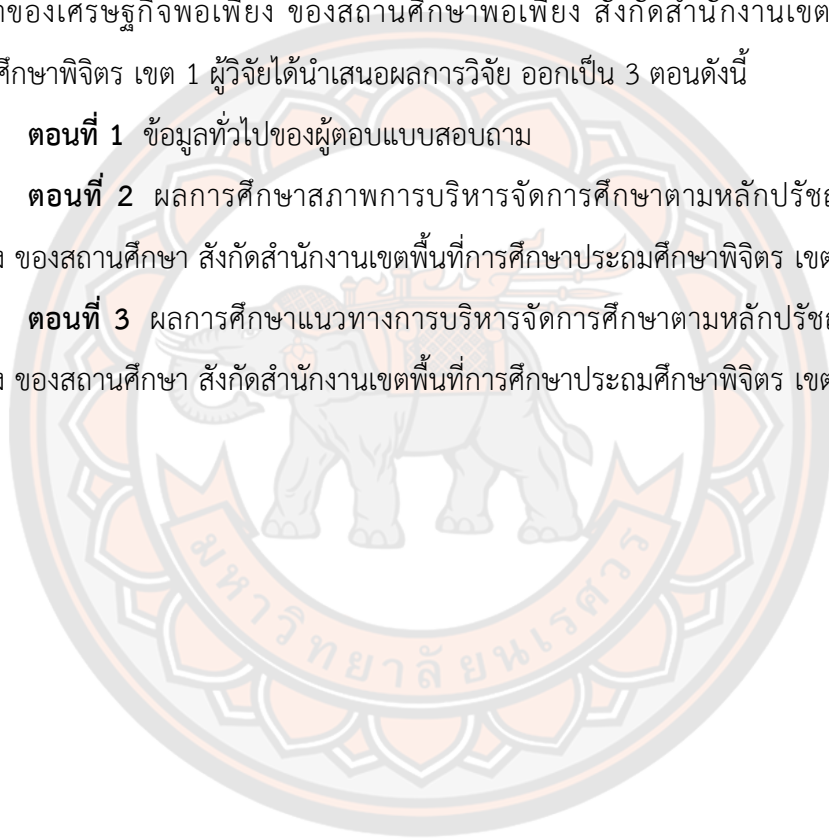 ของเศรษฐกิจพอเพียง ของสถานศึกษาพอเพียง สังกัดสำนักงานเขต
ศึกษาพิจิตร เขต 1 ผู้วิจัยได้นำเสนอผลการวิจัย ออกเป็น 3 ตอนดังนี้
ตอนที่ 1 ข้อมูลทั่วไปของผู้ตอบแบบสอบถาม
ตอนที่ 2 ผลการศึกษาสภาพการบริหารจัดการศึกษาตามหลักปรัช
ของสถานศึกษา สังกัดสำนักงานเขตพื้นที่การศึกษาประถมศึกษาพิจิตร เขต
ตอนที่ 3 ผลการศึกษาแนวทางการบริหารจัดการศึกษาตามหลักปรัช
ของสถานศึกษา สังกัดสำนักงานเขตพื้นที่การศึกษาประถมศึกษาพิจิตร เขต
มหาวิทยาลัยนเรศวร